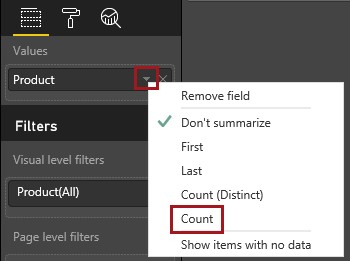 Values
Product
Remove field
Don't summarize
First
Last
Count (Distinct)
Count
Show items with no data
Filters
Visual level filters
Product(All)
Page level filters